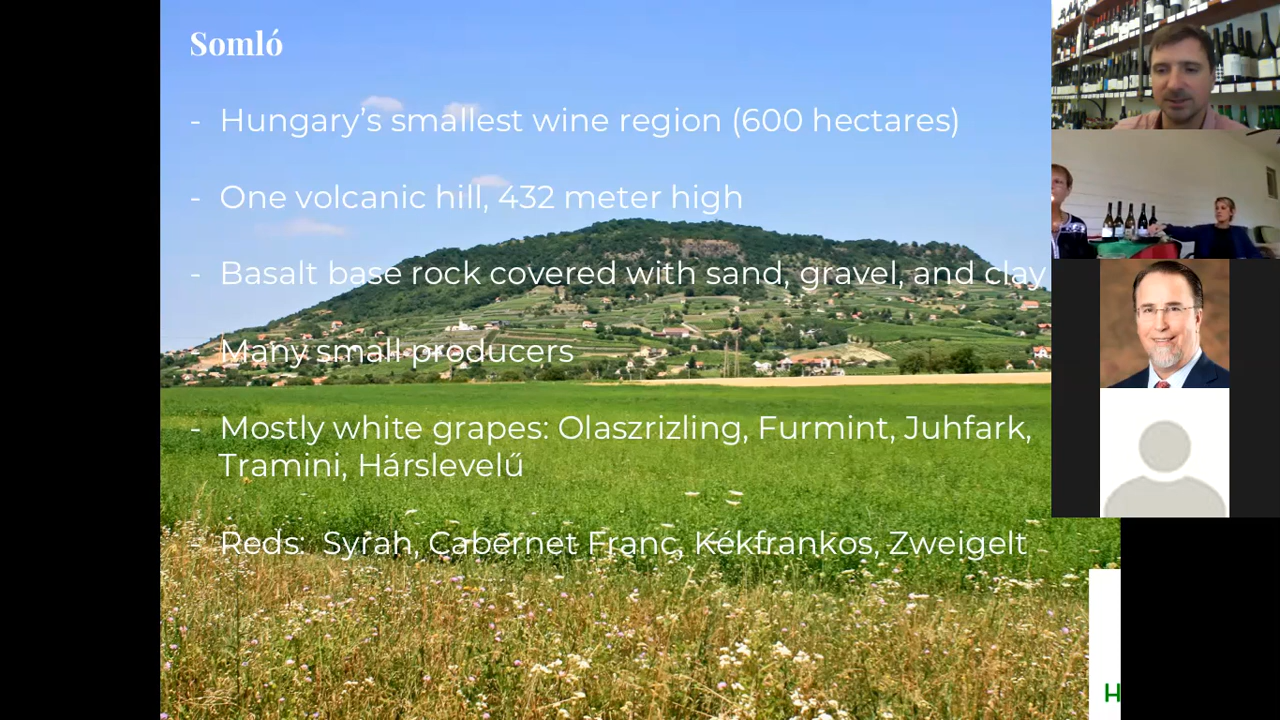 Somló
- Hungary's smallest wine region (600 hectares)
- One volcanic hill, 432 meter high
- Basalt base rock covered with sand, gravel, and clay
- Many small producers
- Mostly white grapes: Olaszrizling, Furmint, Juhfark,
Tramini, Hárslevelű
- Reds: Syrah, Cabernet Franc, Kékfrankos, Zweigelt
H